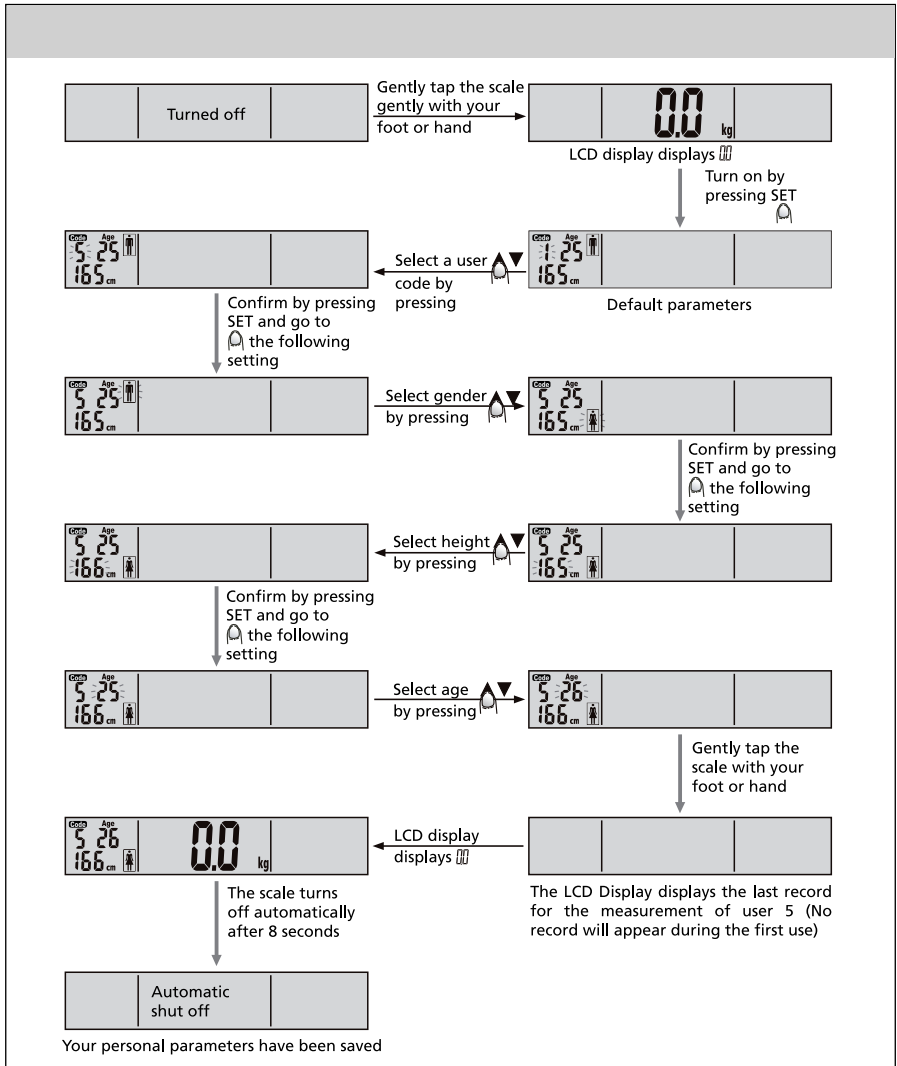 Turned off
Gently tap the scale
gently with your
foot or hand
0.0 kg
LCD display displays 0.0
Turn on by
pressing SET
Code Age
1 25
165 cm
Default parameters
Select a user
code by
pressing
Code Age
5 25
165 cm
Confirm by pressing
SET and go to
the following
setting
Code Age
5 25
165 cm
Select gender
by pressing
Code Age
5 25
165 cm
Confirm by pressing
SET and go to
the following
setting
Code Age
5 25
165 cm
Select height
by pressing
Code Age
5 25
166 cm
Confirm by pressing
SET and go to
the following
setting
Code Age
5 25
166 cm
Select age
by pressing
Code Age
5 26
166 cm
Gently tap the
scale with your
foot or hand
The LCD Display displays the last record
for the measurement of user 5 (No
record will appear during the first use)
LCD display
displays 0.0
Code Age
5 26
166 cm
0.0 kg
The scale turns
off automatically
after 8 seconds
Automatic
shut off
Your personal parameters have been saved